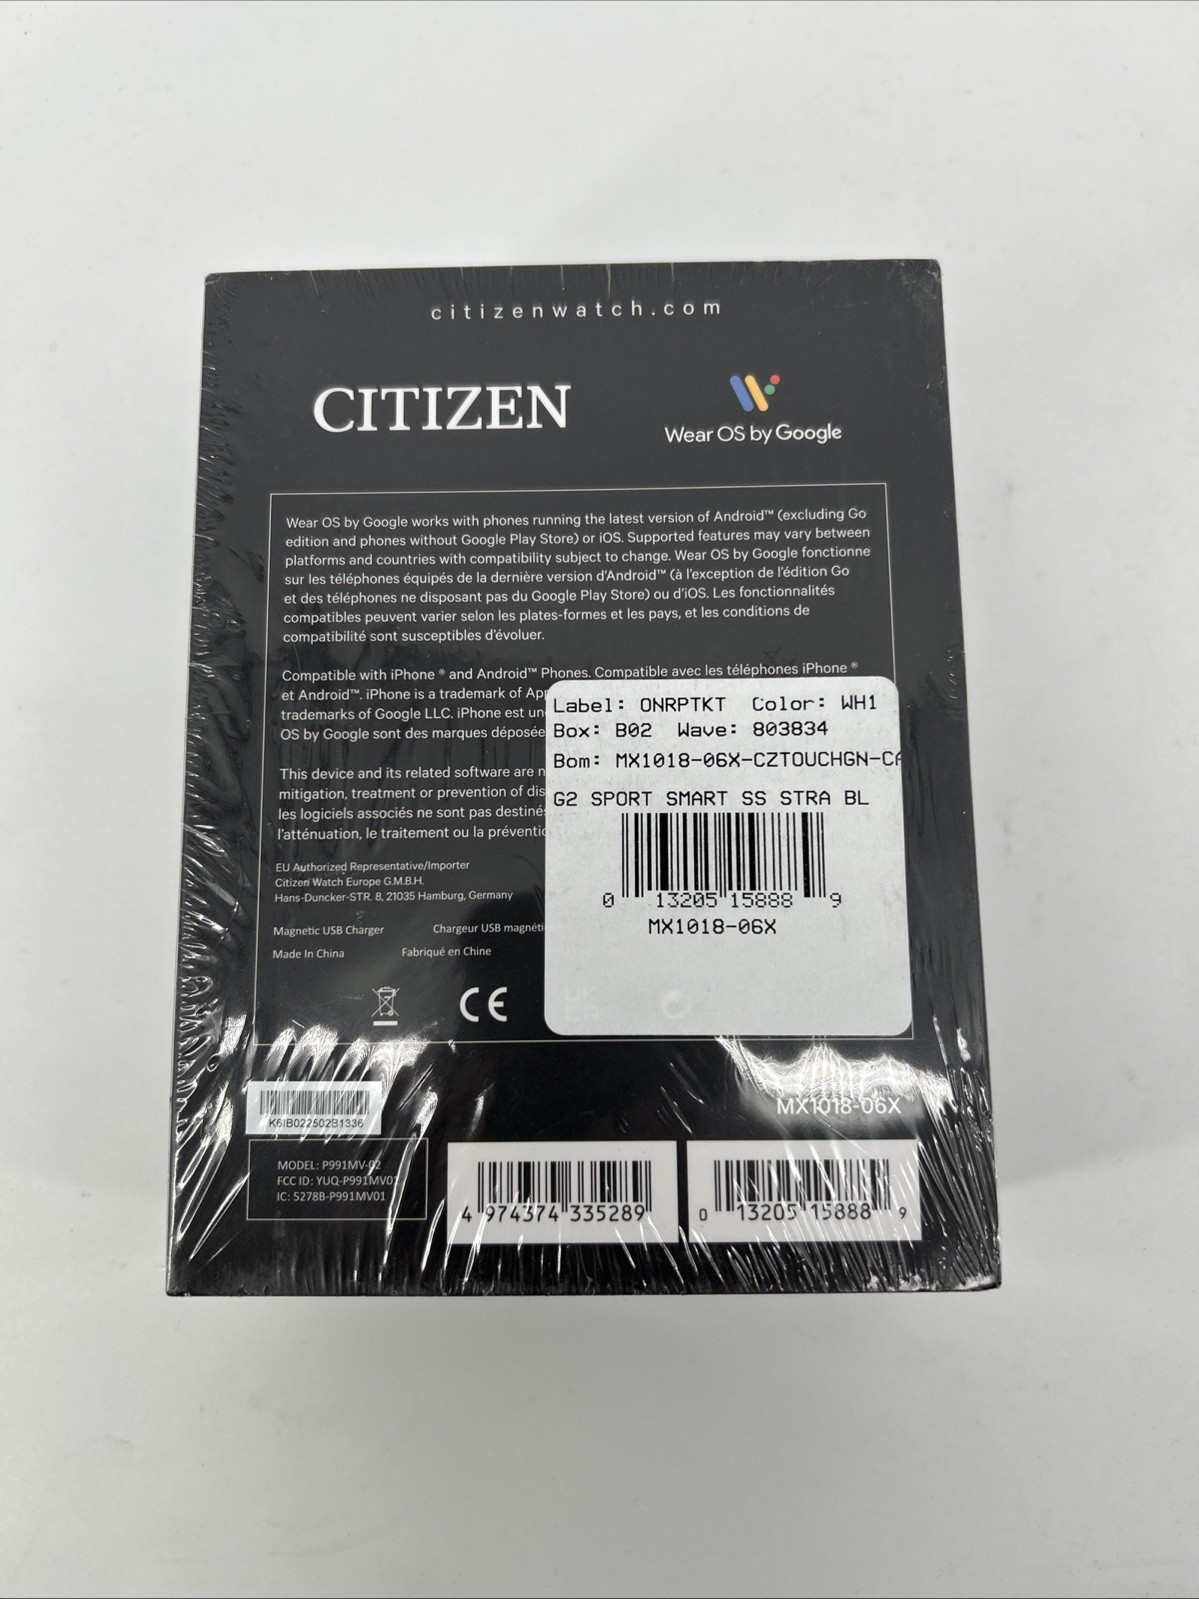 citizenwatch.com
CITIZEN
Wear OS by Google
Wear OS by Google works with phones running the latest version of Android™ (excluding Go
edition and phones without Google Play Store) or iOS. Supported features may vary between
platforms and countries with compatibility subject to change. Wear OS by Google fonctionne
sur les téléphones équipés de la dernière version d'Android™ (à l'exception de l'édition Go
et des téléphones ne disposant pas du Google Play Store) ou d'iOS. Les fonctionnalités
compatibles peuvent varier selon les plates-formes et les pays, et les conditions de
compatibilité sont susceptibles d'évoluer.
Compatible with iPhone ® and Android™ Phones. Compatible avec les téléphones iPhone ®
et Android™. iPhone is a trademark of
trademarks of Google LLC. iPhone est un
OS by Google sont des marques
This device and its related software are
mitigation, treatment or prevention of
les logiciels associés ne sont pas
l'atténuation, le traitement ou la
EU Authorized Representative/Importer
Citizen Watch Europe G.M.B.H.
Hans-Duncker-STR. 8, 21035 Hamburg, Germany
Magnetic USB Charger Chargeur USB
Made In China Fabriqué en Chine
CE
Label: ONRPTKT Color: WH1
Box: B02 Wave: 803834
Bom: MX1018-06X-CZTOUCHGN-CA
G2 SPORT SMART SS STRA BL
0 13205 15888 9
MX1018-06X
UK
CA
MX1018-06X
K6IB022502B1336
MODEL: P991MV-02
FCC ID: YUQ-P991MV01
IC: 5278B-P991MV01
4 974374 335289
0 13205 15888 9